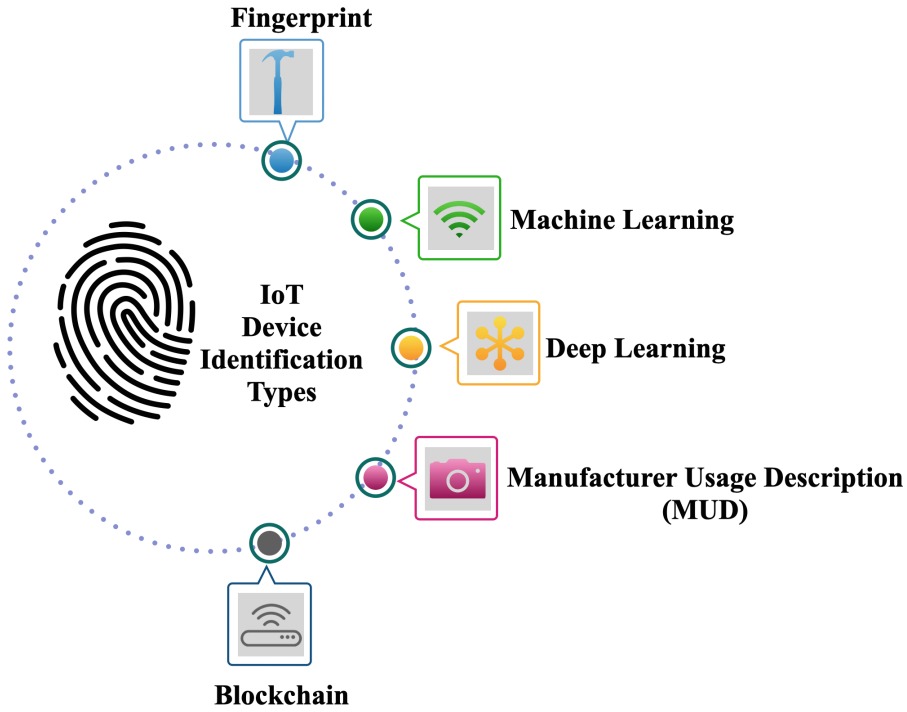 Fingerprint
Machine Learning
IoT
Device
Identification
Types
Deep Learning
Manufacturer Usage Description
(MUD)
Blockchain